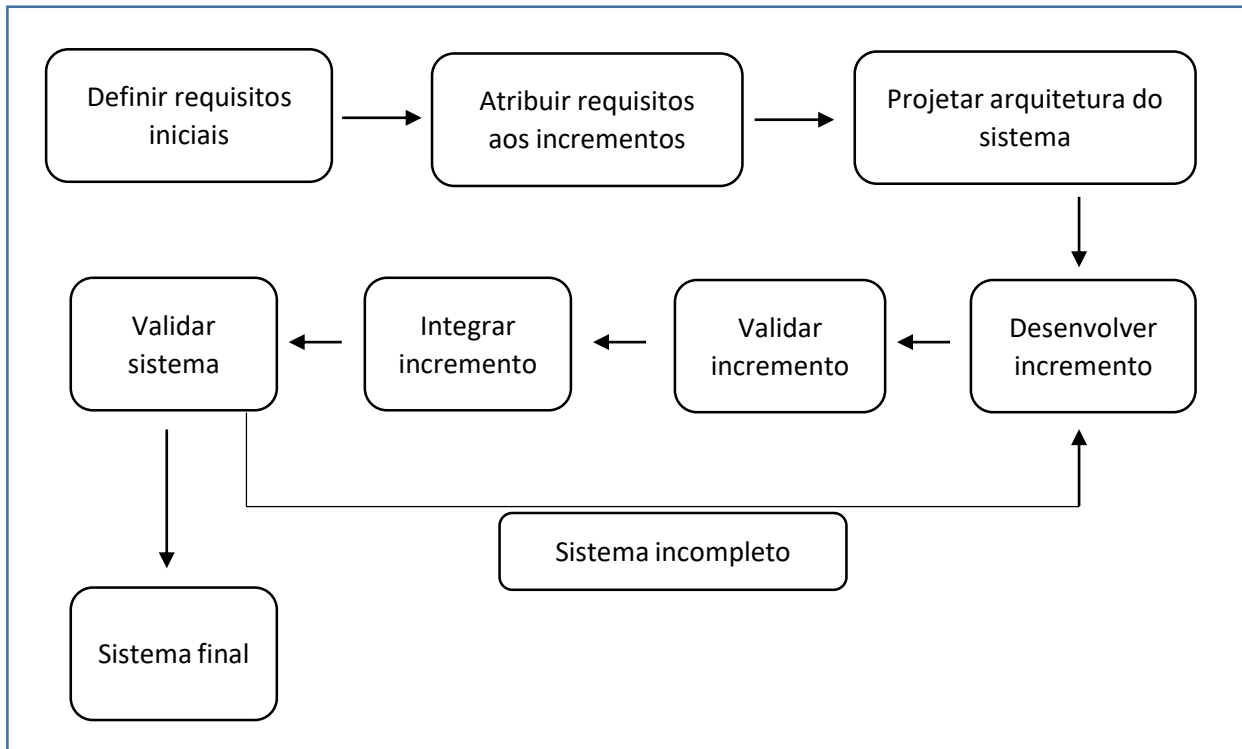 Definir requisitos
iniciais
Atribuir requisitos
aos incrementos
Projetar arquitetura do
sistema
Desenvolver
incremento
Validar
incremento
Integrar
incremento
Validar
sistema
Sistema incompleto
Sistema final